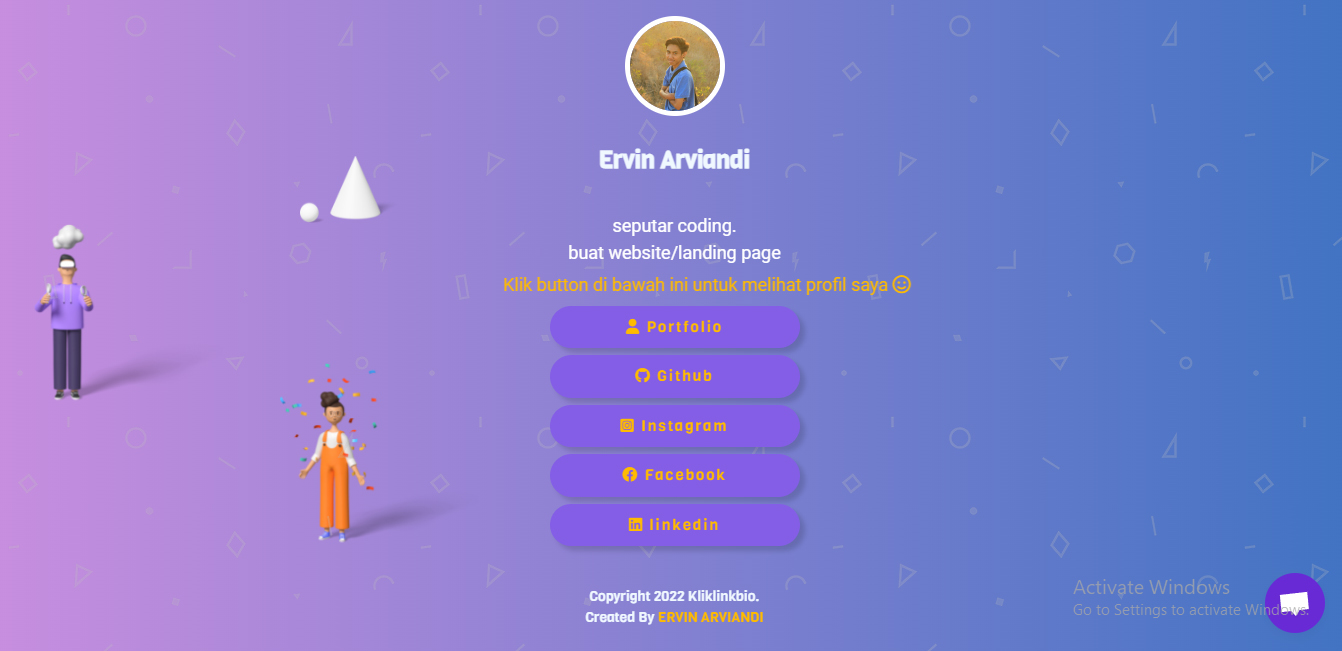 Ervin Arviandi
seputar coding.
buat website/landing page
Klik button di bawah ini untuk melihat profil saya
Portfolio
Github
Instagram
Facebook
linkedin
Copyright 2022 Kliklinkbio.
Created By ERVIN ARVIANDI
Activate Windows
Go to Settings to activate Windows.